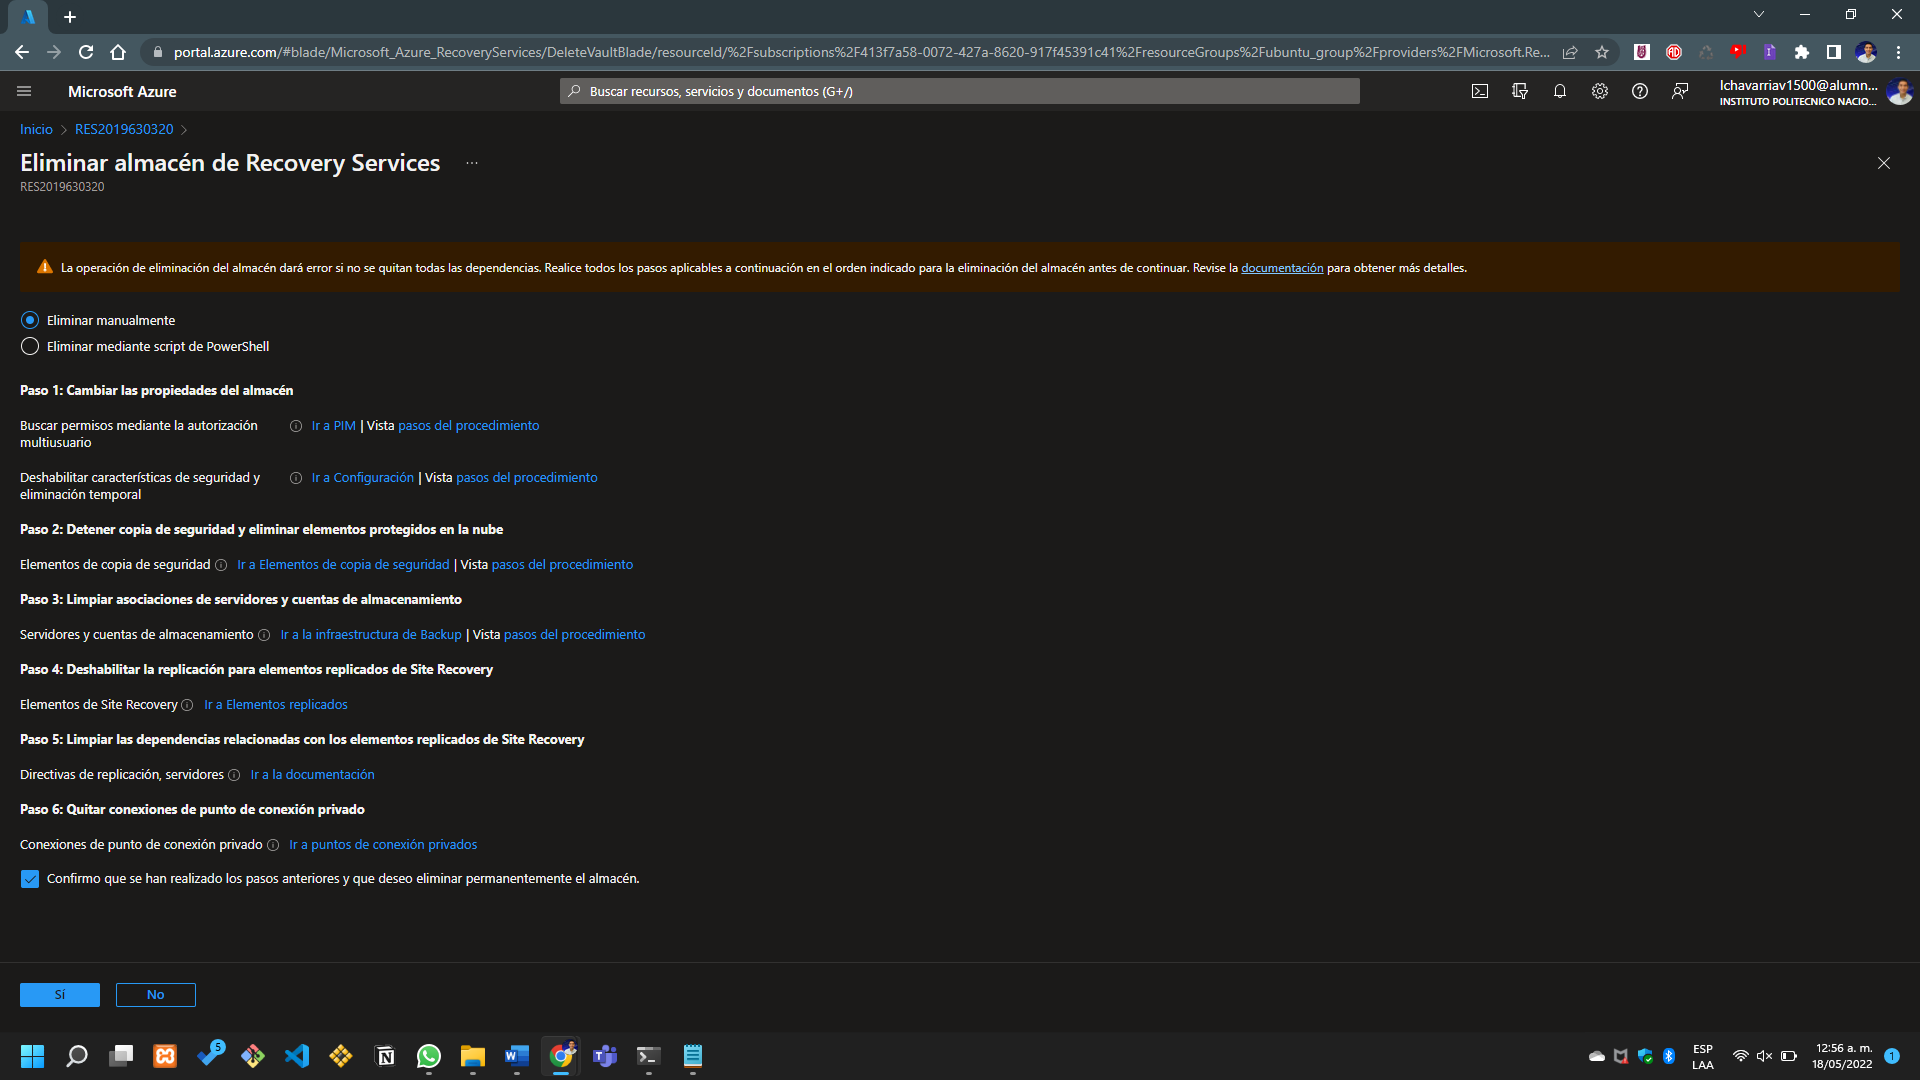 portal.azure.com/#blade/Microsoft_Azure_RecoveryServices/DeleteVaultBlade/resourceId/%2Fsubscriptions%2F413f7a58-0072-427a-8620-917f45391c41%2FresourceGroups%2Fubuntu_group%2Fproviders%2FMicrosoft.Re...
Microsoft Azure
Buscar recursos, servicios y documentos (G+/)
lchavarriav1500@alumn...
INSTITUTO POLITECNICO NACIO...
Inicio > RES2019630320 >
Eliminar almacén de Recovery Services ...
RES2019630320
La operación de eliminación del almacén dará error si no se quitan todas las dependencias. Realice todos los pasos aplicables a continuación en el orden indicado para la eliminación del almacén antes de continuar. Revise la documentación para obtener más detalles.
Eliminar manualmente
Eliminar mediante script de PowerShell
Paso 1: Cambiar las propiedades del almacén
Buscar permisos mediante la autorización multiusuario Ir a PIM | Vista pasos del procedimiento
Deshabilitar características de seguridad y eliminación temporal Ir a Configuración | Vista pasos del procedimiento
Paso 2: Detener copia de seguridad y eliminar elementos protegidos en la nube
Elementos de copia de seguridad Ir a Elementos de copia de seguridad | Vista pasos del procedimiento
Paso 3: Limpiar asociaciones de servidores y cuentas de almacenamiento
Servidores y cuentas de almacenamiento Ir a la infraestructura de Backup | Vista pasos del procedimiento
Paso 4: Deshabilitar la replicación para elementos replicados de Site Recovery
Elementos de Site Recovery Ir a Elementos replicados
Paso 5: Limpiar las dependencias relacionadas con los elementos replicados de Site Recovery
Directivas de replicación, servidores Ir a la documentación
Paso 6: Quitar conexiones de punto de conexión privado
Conexiones de punto de conexión privado Ir a puntos de conexión privados
Confirmo que se han realizado los pasos anteriores y que deseo eliminar permanentemente el almacén.
Sí No
5
ESP
LAA
12:56 a. m.
18/05/2022
1